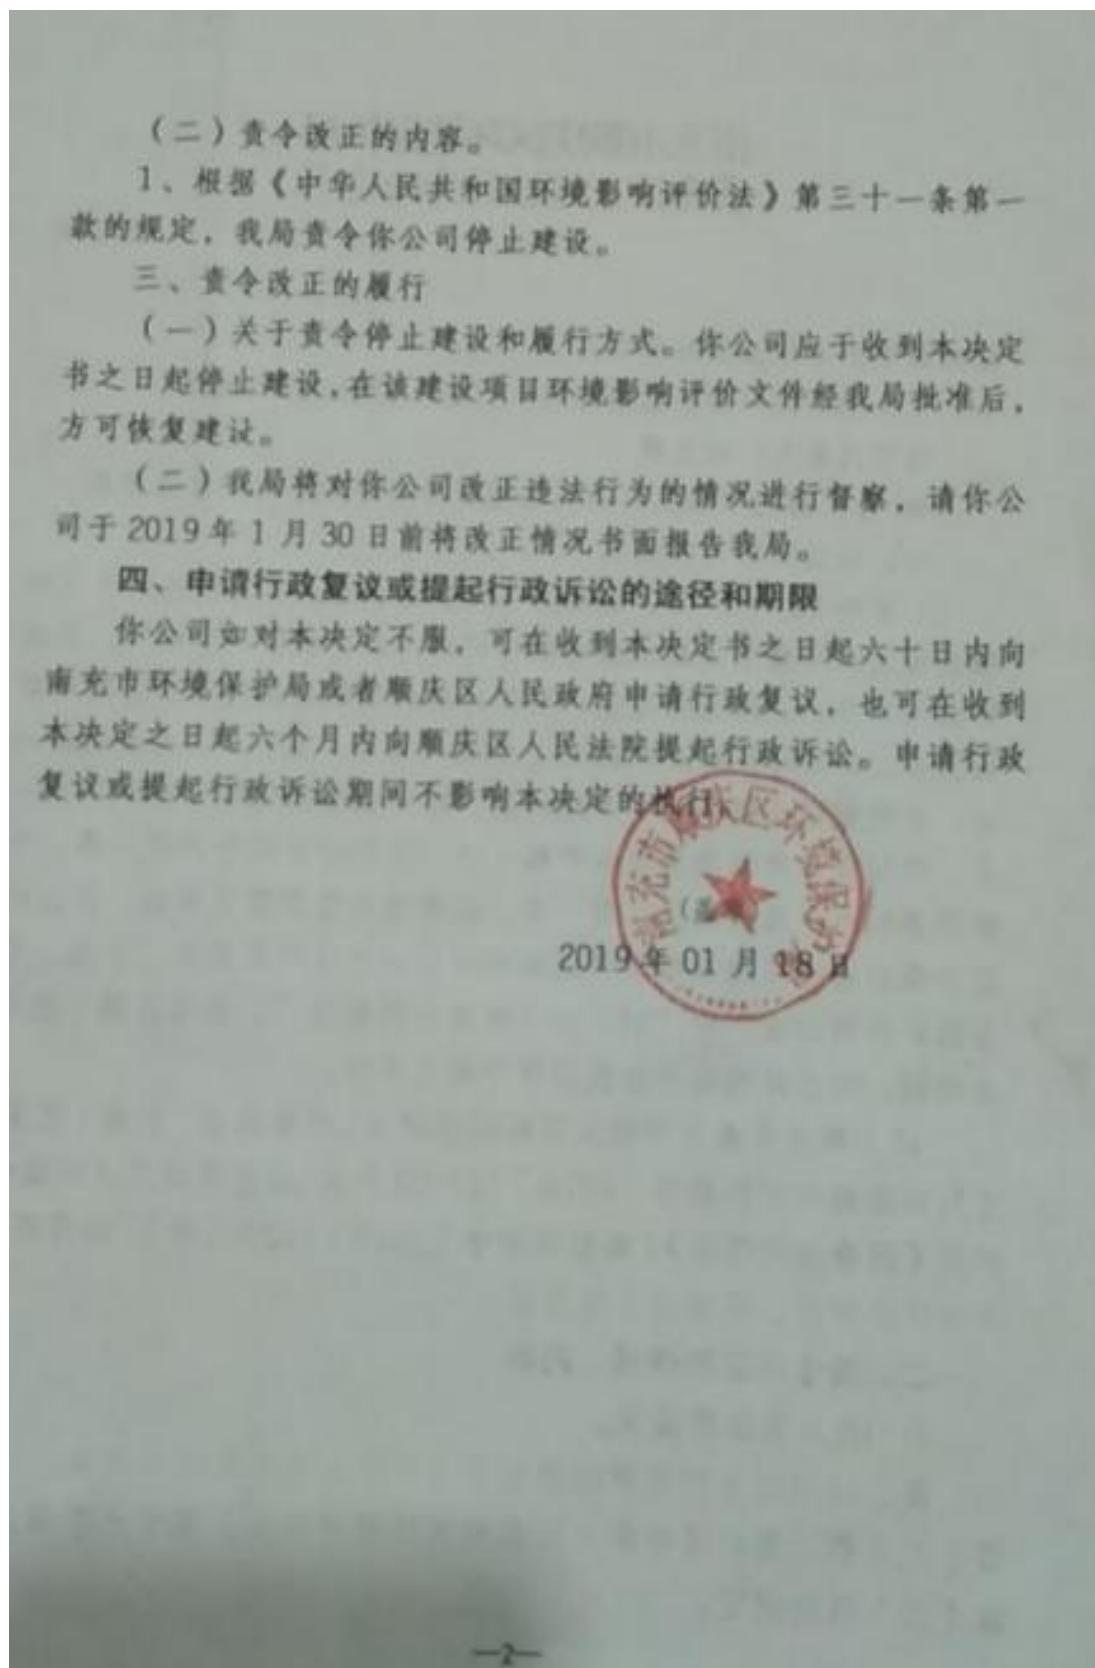 （二）责令改正的内容。
1、根据《中华人民共和国环境影响评价法》第三十一条第一
款的规定，我局责令你公司停止建设。
三、责令改正的履行
（一）关于责令停止建设和履行方式。你公司应于收到本决定
书之日起停止建设，在该建设项目环境影响评价文件经我局批准后，
方可恢复建设。
（二）我局将对你公司改正违法行为的情况进行督察，请你公
司于2019年1月30日前将改正情况书面报告我局。
四、申请行政复议或提起行政诉讼的途径和期限
你公司如对本决定不服，可在收到本决定书之日起六十日内向
南充市环境保护局或者顺庆区人民政府申请行政复议，也可在收到
本决定之日起六个月内向顺庆区人民法院提起行政诉讼。申请行政
复议或提起行政诉讼期间不影响本决定的执行。
南充市顺庆区环境保护局
2019年01月18日
—2—